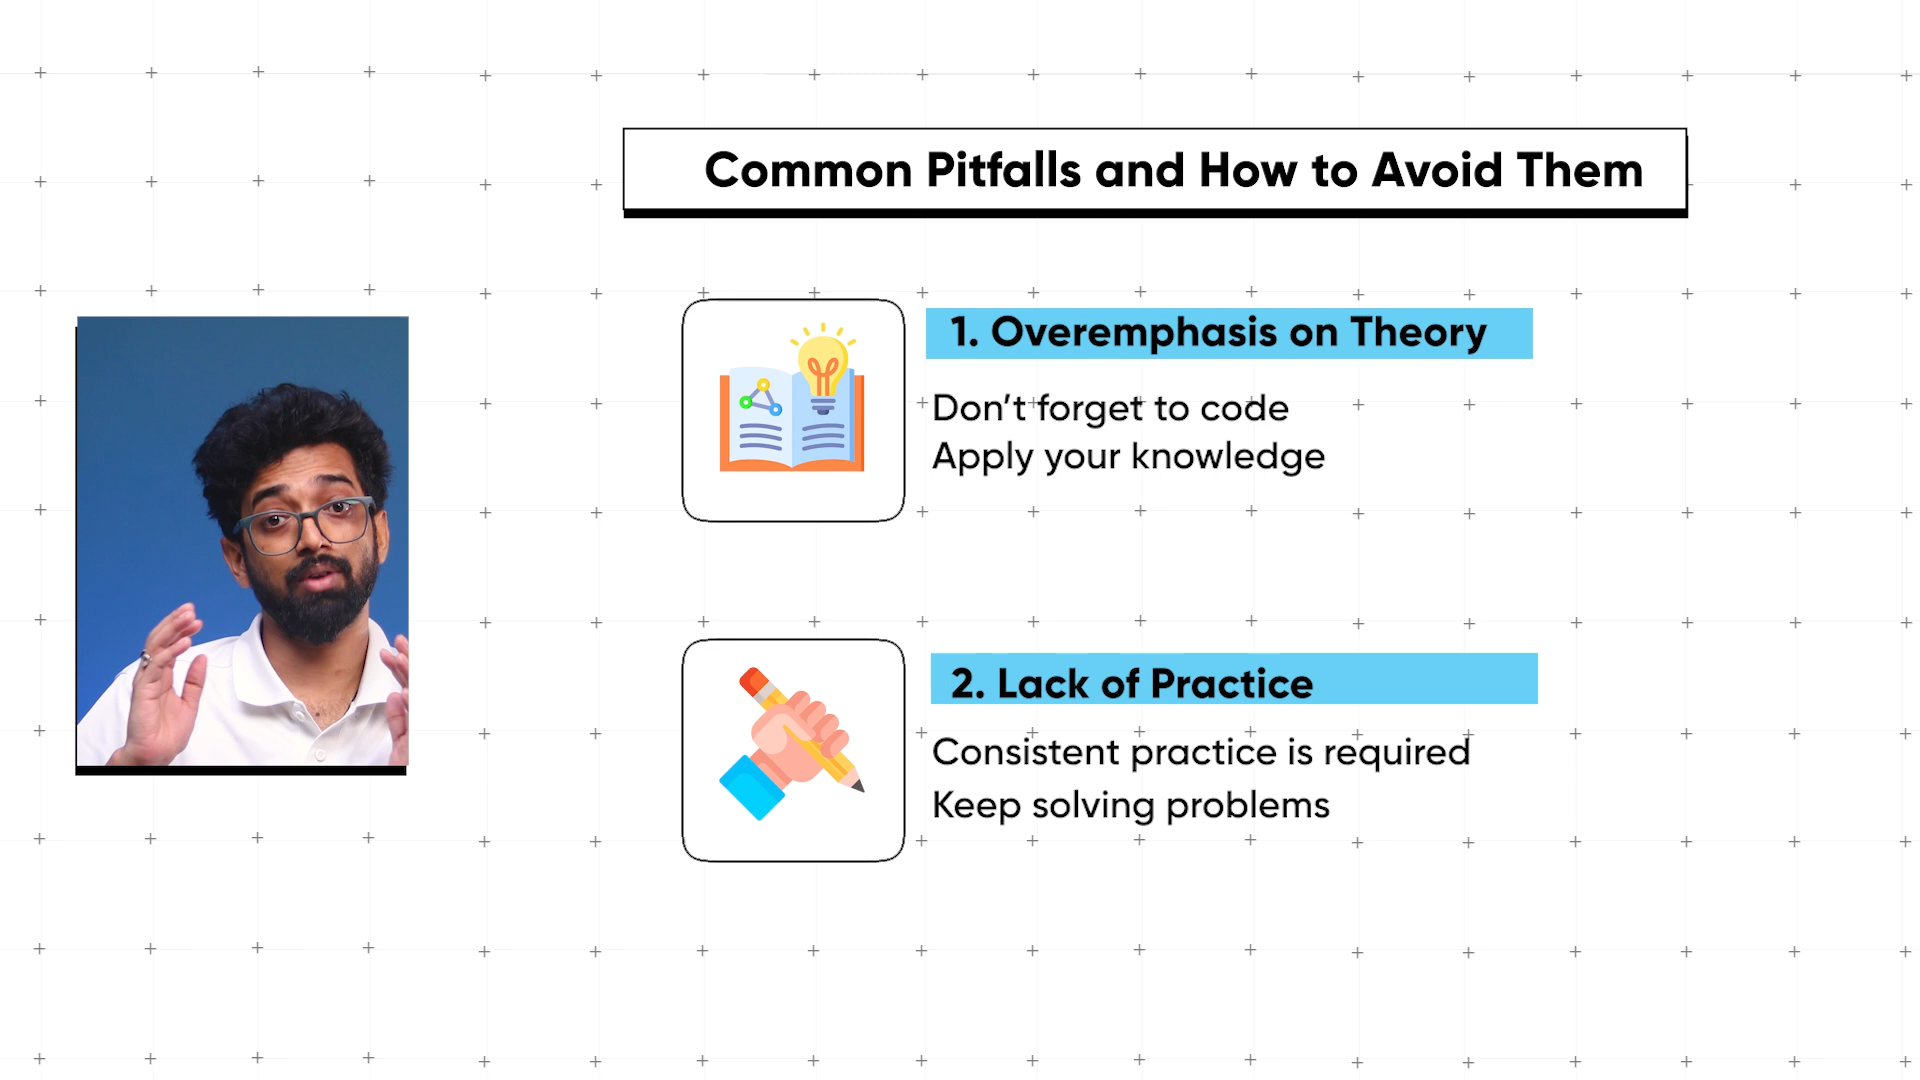 Common Pitfalls and How to Avoid Them
1. Overemphasis on Theory
Don’t forget to code
Apply your knowledge
2. Lack of Practice
Consistent practice is required
Keep solving problems